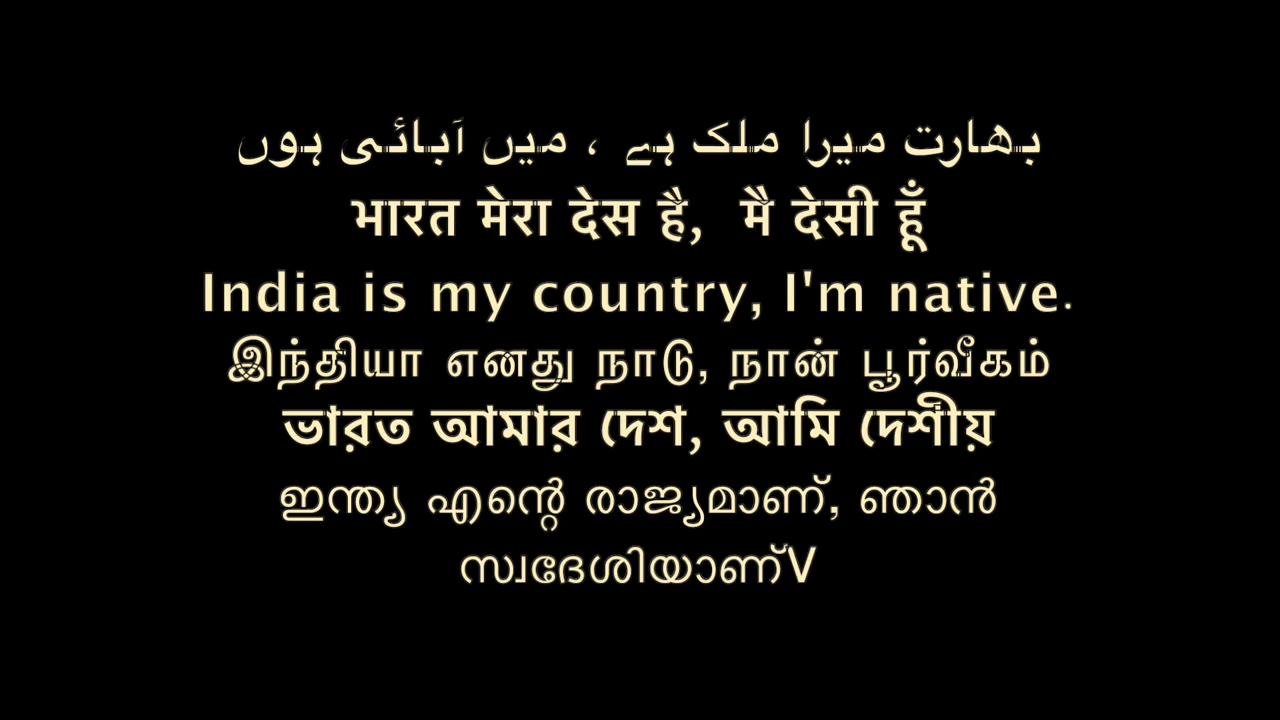 بھارت میرا ملک ہے ، میں آبائی ہوں
भारत मेरा देस है, मै देसी हूँ
India is my country, I'm native.
இந்தியா எனது நாடு, நான் பூர்வீகம்
ভারত আমার দেশ, আমি দেশীয়
ഇന്ത്യ എന്റെ രാജ്യമാണ്, ഞാൻ
സ്വദേശിയാണ്V